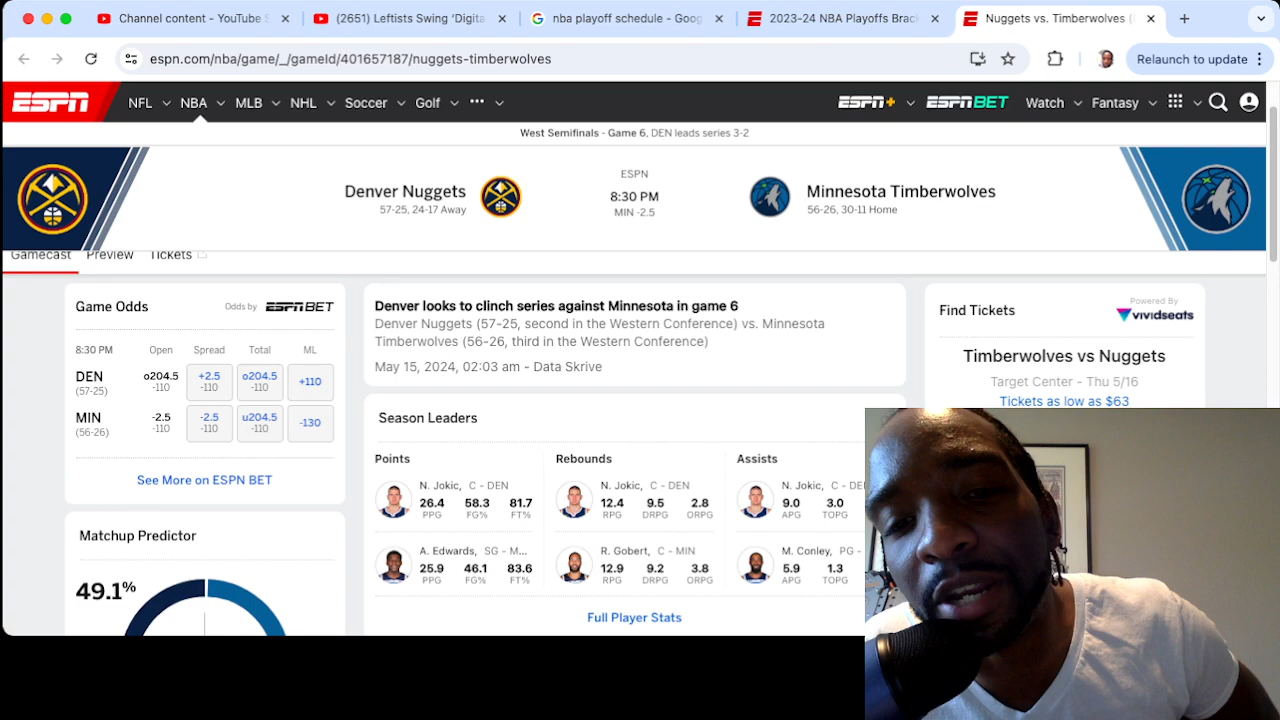 Channel content - YouTube S
(2651) Leftists Swing 'Digita
nba playoff schedule - Goog
2023-24 NBA Playoffs Brac
Nuggets vs. Timberwolves (
espn.com/nba/game/_/gameId/401657187/nuggets-timberwolves
Relaunch to update
ESPN NFL NBA MLB NHL Soccer Golf ESPN+ ESPN BET Watch Fantasy
West Semifinals - Game 6, DEN leads series 3-2
ESPN
Denver Nuggets 8:30 PM Minnesota Timberwolves
57-25, 24-17 Away MIN -2.5 56-26, 30-11 Home
Gamecast Preview Tickets
Game Odds Odds by ESPN BET
8:30 PM Open Spread Total ML
DEN o204.5 +2.5 o204.5 +110
(57-25) -110 -110 -110
MIN -2.5 -2.5 u204.5 -130
(56-26) -110 -110 -110
See More on ESPN BET
Matchup Predictor
49.1%
Denver looks to clinch series against Minnesota in game 6
Denver Nuggets (57-25, second in the Western Conference) vs. Minnesota
Timberwolves (56-26, third in the Western Conference)
May 15, 2024, 02:03 am - Data Skrive
Season Leaders
Points Rebounds Assists
N. Jokic, C - DEN N. Jokic, C - DEN N. Jokic, C - DE
26.4 58.3 81.7 12.4 9.5 2.8 9.0 3.0
PPG FG% FT% RPG DRPG ORPG APG TOPG
A. Edwards, SG - M... R. Gobert, C - MIN M. Conley, PG -
25.9 46.1 83.6 12.9 9.2 3.8 5.9 1.3
PPG FG% FT% RPG DRPG ORPG APG TOPG
Full Player Stats
Find Tickets Powered By
vividseats
Timberwolves vs Nuggets
Target Center - Thu 5/16
Tickets as low as $63